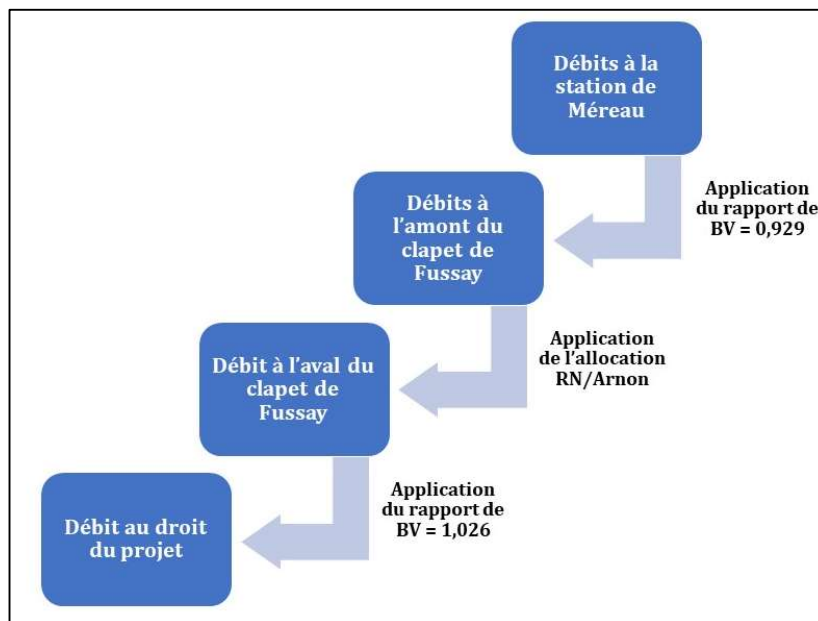 Débits à la
station de
Méreau
Application
du rapport de
BV = 0,929
Débits à
l'amont du
clapet de
Fussay
Application
de l'allocation
RN/Arnon
Débit à l'aval du
clapet de
Fussay
Application
du rapport de
BV = 1,026
Débit au droit
du projet